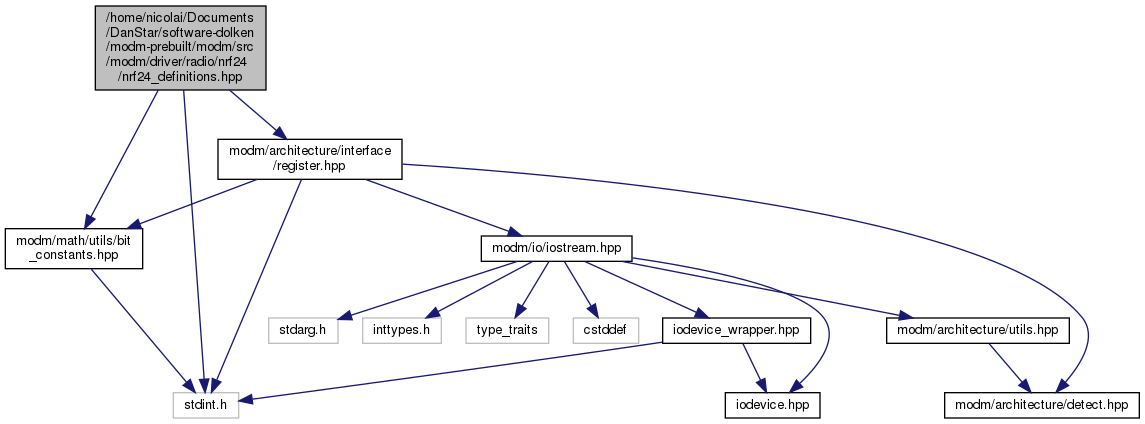 /home/nicolai/Documents
/DanStar/software-dolken
/modm-prebuilt/modm/src
/modm/driver/radio/nrf24
/nrf24_definitions.hpp
modm/architecture/interface
/register.hpp
modm/math/utils/bit
_constants.hpp
modm/io/iostream.hpp
stdarg.h
inttypes.h
type_traits
cstddef
iodevice_wrapper.hpp
modm/architecture/utils.hpp
stdint.h
iodevice.hpp
modm/architecture/detect.hpp